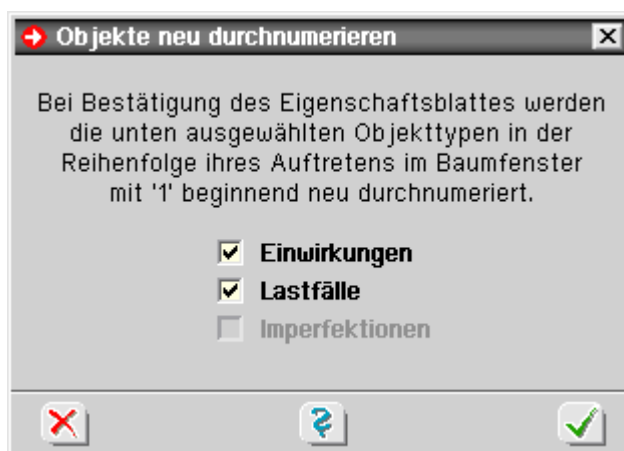 Objekte neu durchnumerieren
Bei Bestätigung des Eigenschaftsblattes werden
die unten ausgewählten Objekttypen in der
Reihenfolge ihres Auftretens im Baumfenster
mit '1' beginnend neu durchnumeriert.
Einwirkungen
Lastfälle
Imperfektionen